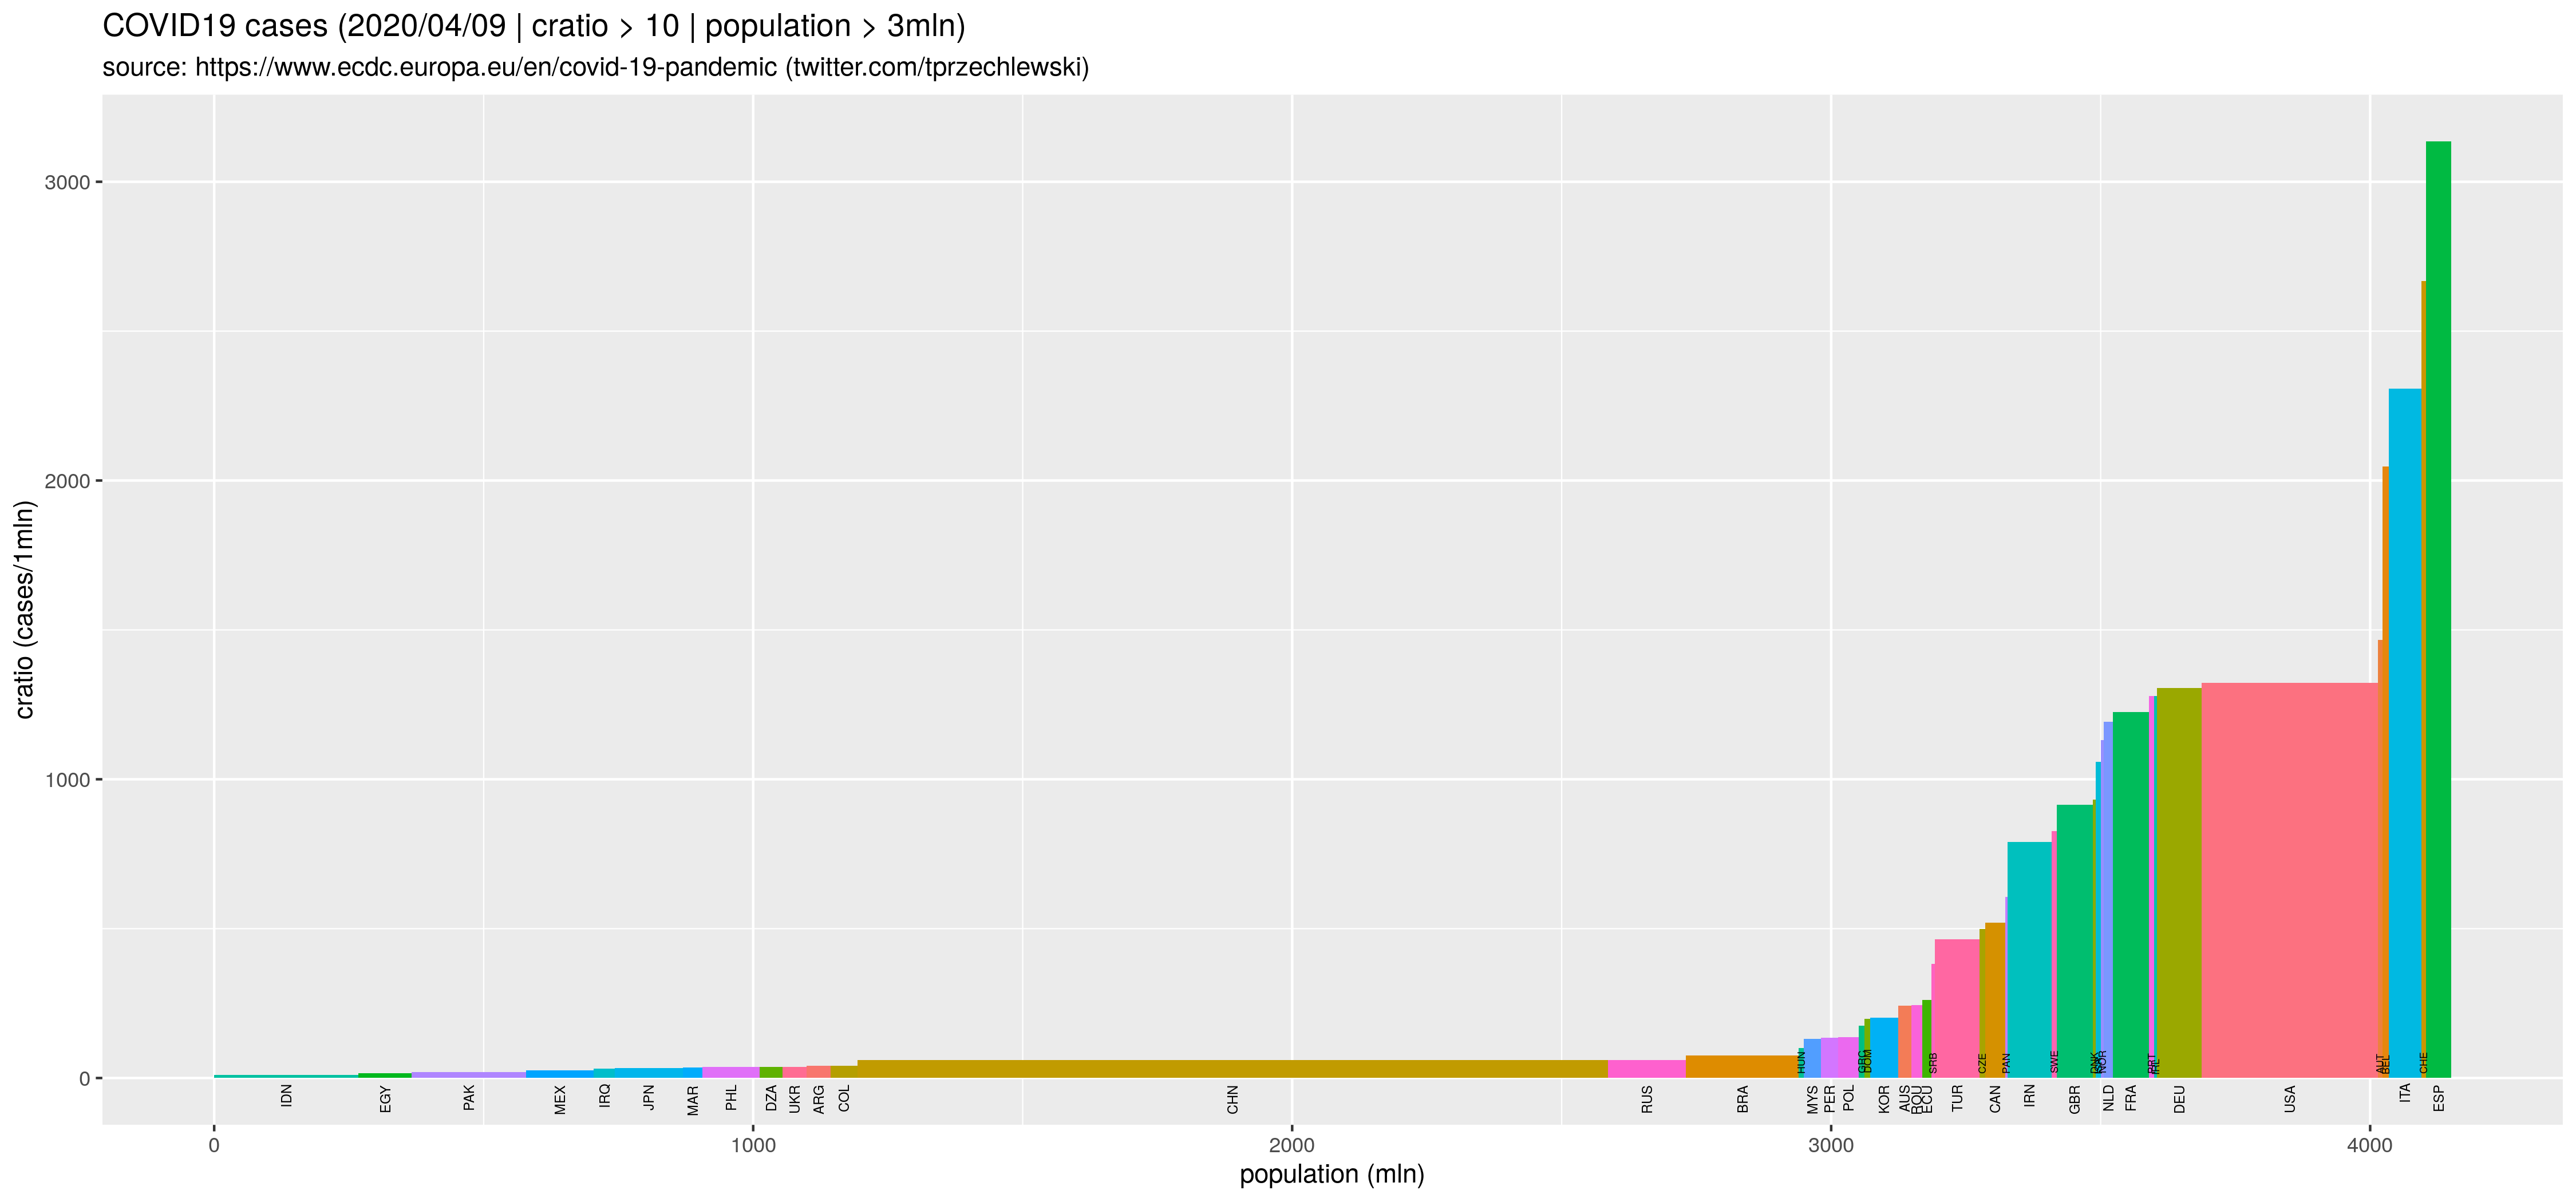 COVID19 cases (2020/04/09 | cratio > 10 | population > 3mln)
source: https://www.ecdc.europa.eu/en/covid-19-pandemic (twitter.com/tprzechlewski)
cratio (cases/1mln)
3000
2000
1000
0
IDN EGY PAK MEX IRQ JPN MAR PHL DZA UKR ARG COL CHN RUS BRA HUN MYS PER POL GRC DOM KOR AUS ROU ECU SRB TUR CZE CAN PAN IRN SWE GBR DNK NOR NLD FRA PRT IRL DEU USA AUT BEL ITA CHE ESP
0 1000 2000 3000 4000
population (mln)